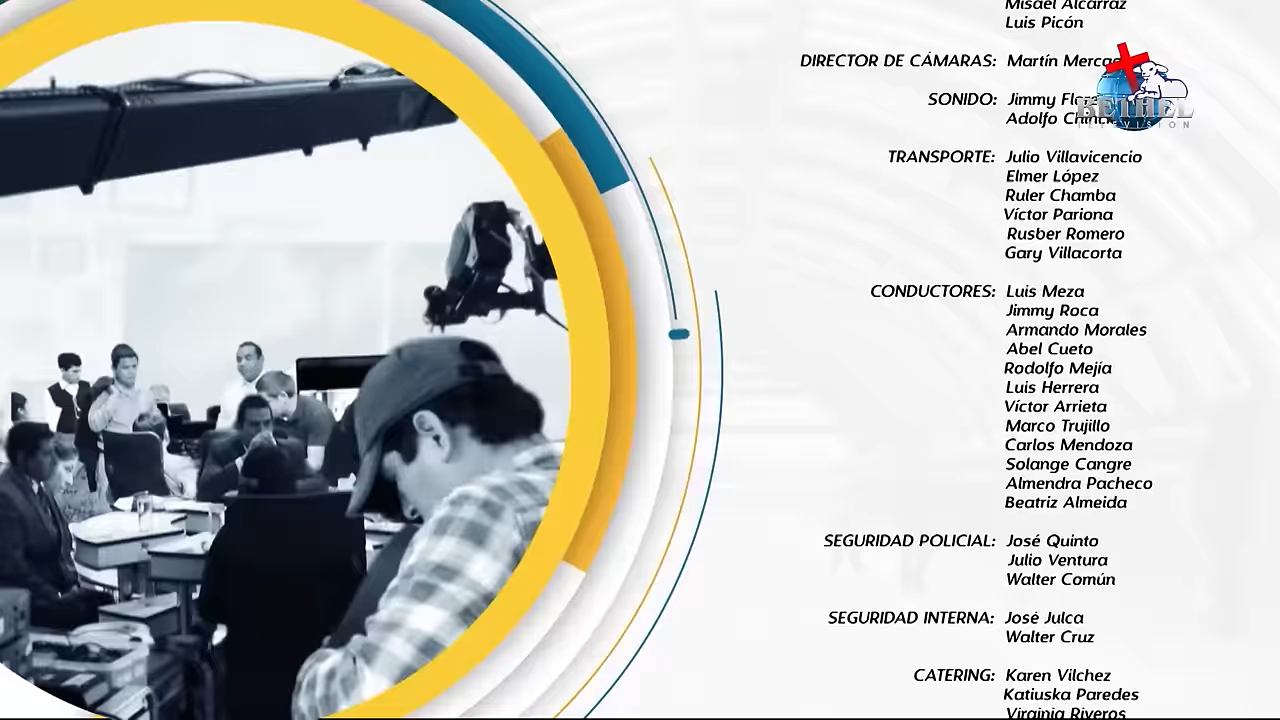 Misael Alcarraz
Luis Picón
DIRECTOR DE CÁMARAS: Martín
SONIDO: Jimmy
Adolfo
BETHEL
TELEVISIÓN
TRANSPORTE: Julio Villavicencio
Elmer López
Ruler Chamba
Víctor Pariona
Rusber Romero
Gary Villacorta
CONDUCTORES: Luis Meza
Jimmy Roca
Armando Morales
Abel Cueto
Rodolfo Mejía
Luis Herrera
Víctor Arrieta
Marco Trujillo
Carlos Mendoza
Solange Cangre
Almendra Pacheco
Beatriz Almeida
SEGURIDAD POLICIAL: José Quinto
Julio Ventura
Walter Común
SEGURIDAD INTERNA: José Julca
Walter Cruz
CATERING: Karen Vilchez
Katiuska Paredes
Virginia Riveros